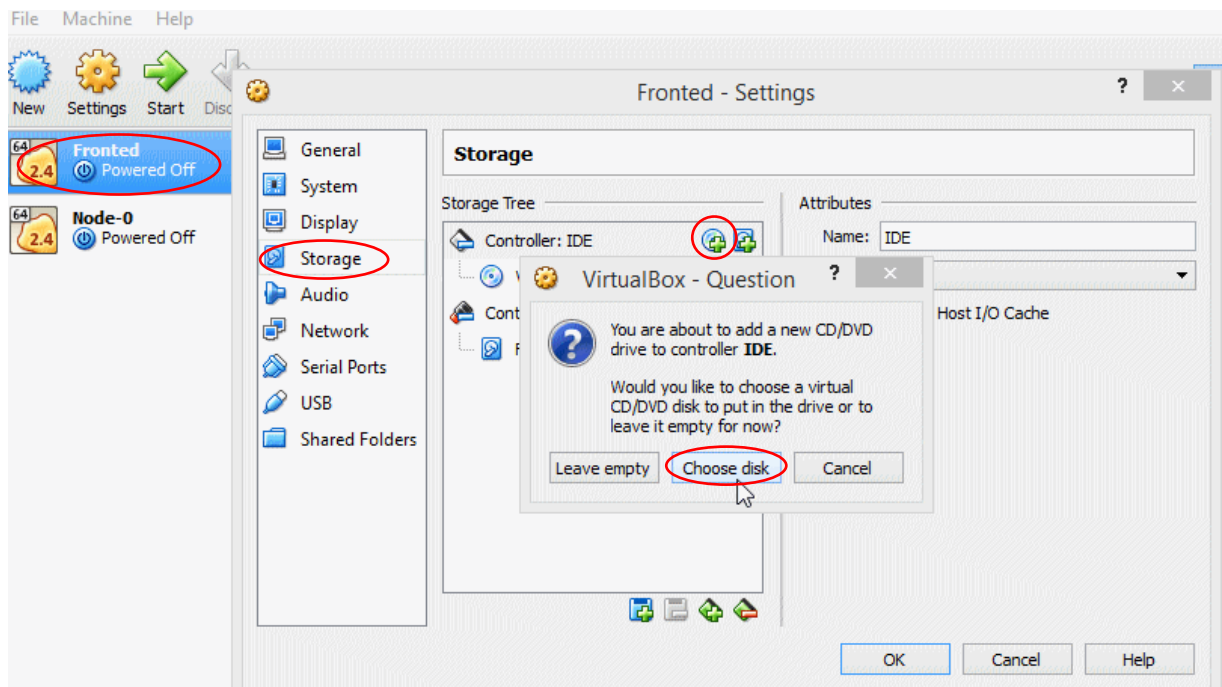 File Machine Help
New Settings Start Disc
Fronted - Settings ?
64 2.4 Fronted
Powered Off
64 2.4 Node-0
Powered Off
General
System
Display
Storage
Audio
Network
Serial Ports
USB
Shared Folders
Storage
Storage Tree
Controller: IDE
Cont
Attributes
Name: IDE
Host I/O Cache
VirtualBox - Question ?
You are about to add a new CD/DVD
drive to controller IDE.
Would you like to choose a virtual
CD/DVD disk to put in the drive or to
leave it empty for now?
Leave empty Choose disk Cancel
OK Cancel Help